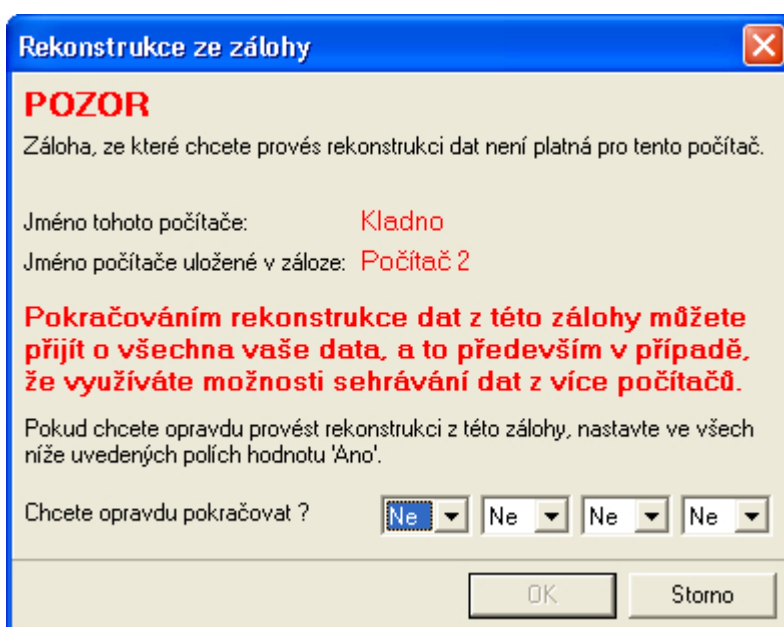 Rekonstrukce ze zálohy
POZOR
Záloha, ze které chcete provés rekonstrukci dat není platná pro tento počítač.
Jméno tohoto počítače: Kladno
Jméno počítače uložené v záloze: Počítač 2
Pokračováním rekonstrukce dat z této zálohy můžete
přijít o všechna vaše data, a to především v případě,
že využíváte možnosti sehrávání dat z více počítačů.
Pokud chcete opravdu provést rekonstrukci z této zálohy, nastavte ve všech
níže uvedených polích hodnotu 'Ano'.
Chcete opravdu pokračovat ? Ne Ne Ne Ne
OK Storno